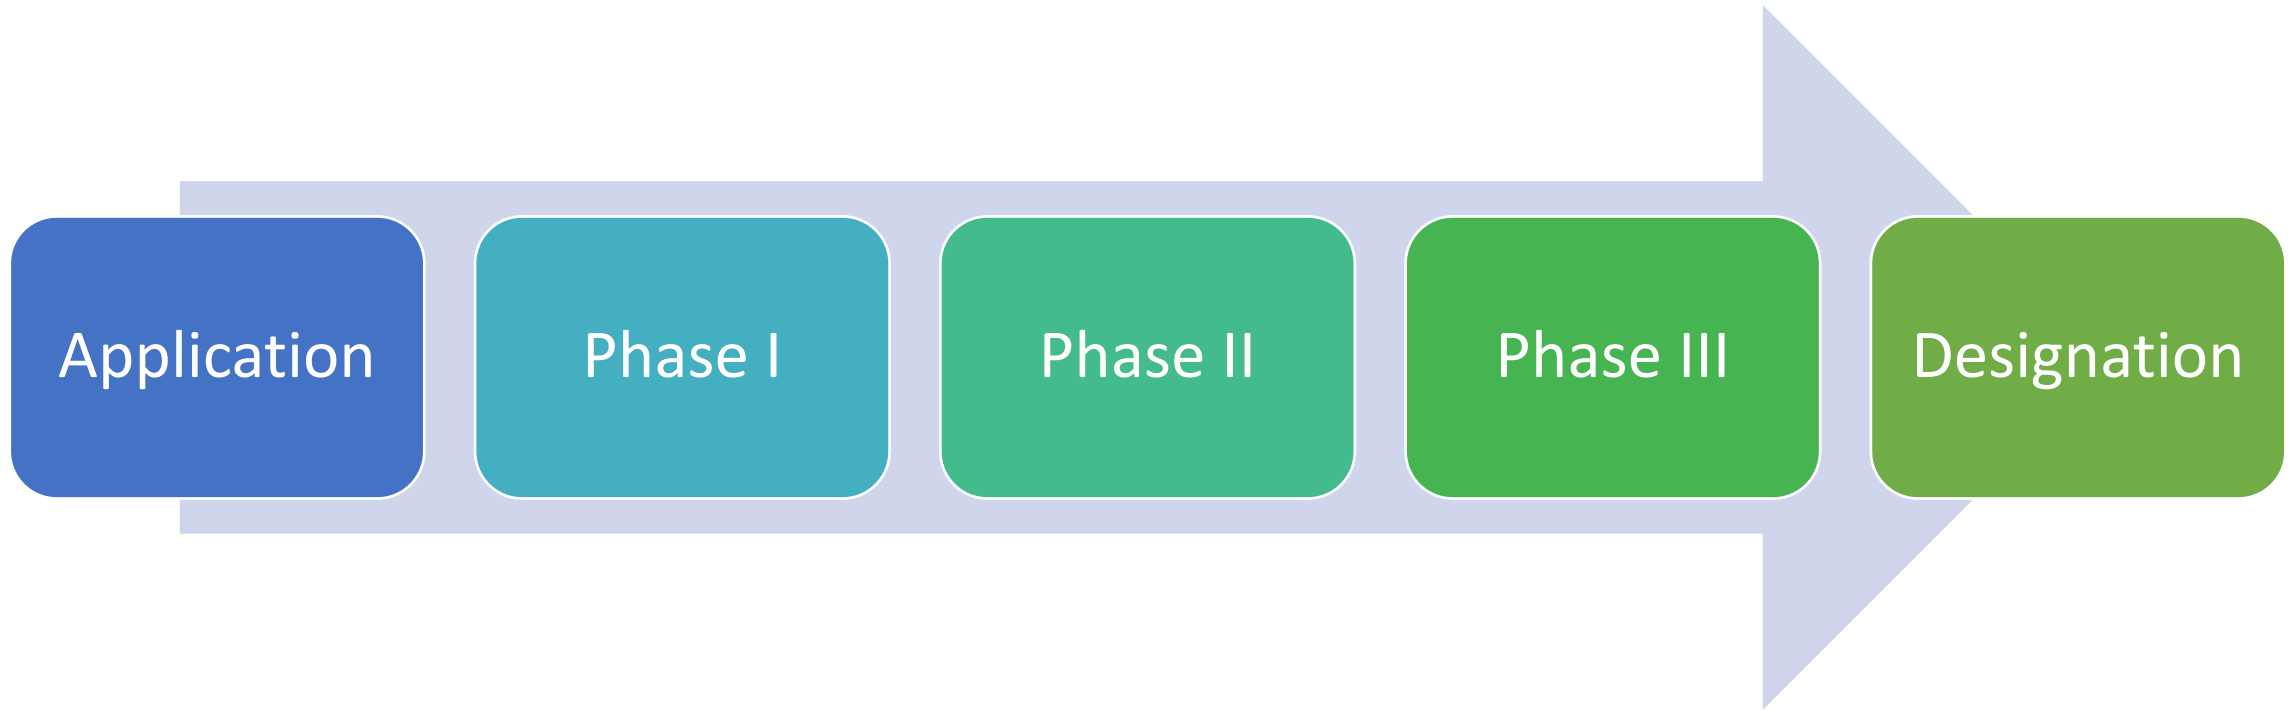 Application
Phase I
Phase II
Phase III
Designation